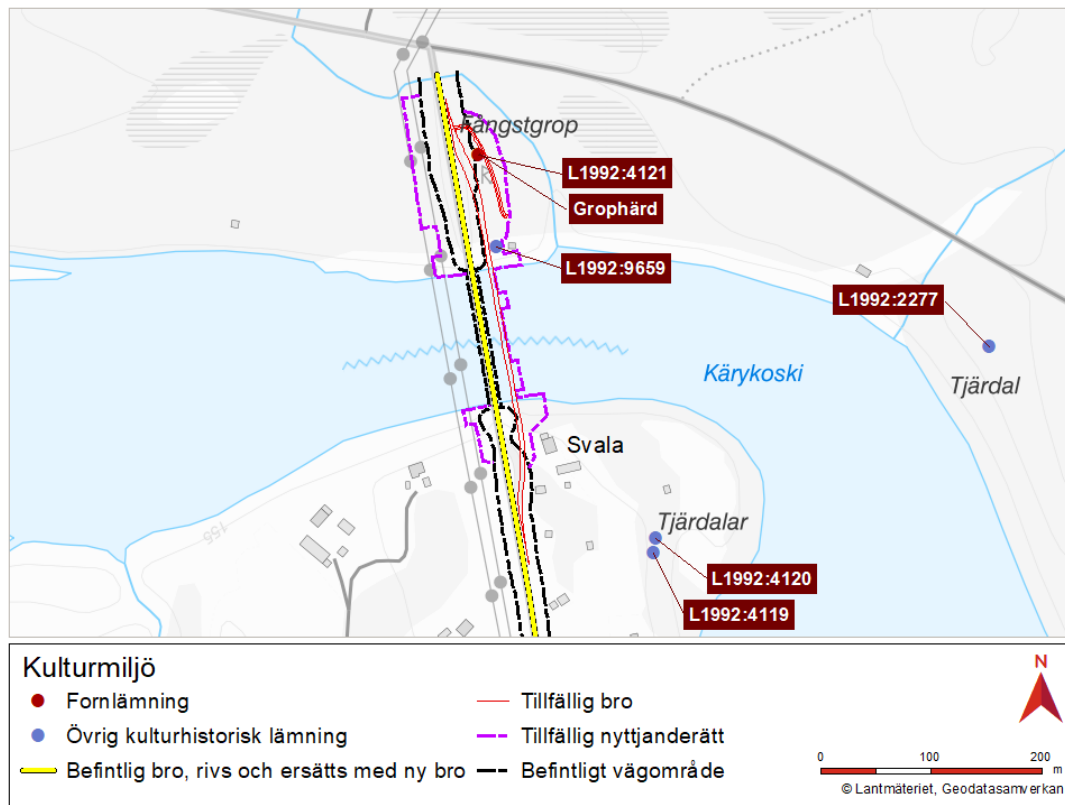 Fångstgrop
R
L1992:4121
Grophärd
L1992:9659
L1992:2277
Kärykoski
Tjärdal
Svala
Tjärdalar
155
L1992:4120
L1992:4119
Kulturmiljö
Fornlämning
Övrig kulturhistorisk lämning
Befintlig bro, rivs och ersätts med ny bro
Tillfällig bro
Tillfällig nyttjanderätt
Befintligt vägområde
N
0 100 200
m
© Lantmäteriet, Geodatasamverkan